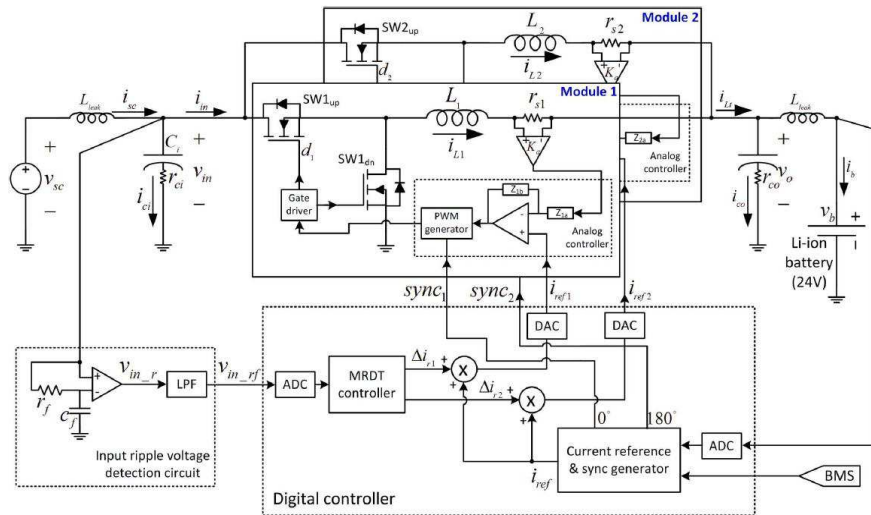 Module 2
SW2up
d2
L2
iL2
rs2
Ka
Module 1
SW1up
d1
L1
iL1
rs1
Ka
SW1dn
Gate
driver
PWM
generator
Z1b
Z1a
-
+
Analog
controller
Z2a
Analog
controller
Lleak
isc
iin
+
vsc
−
Ci
rci
ici
+
vin
−
iLt
Lleak
+
rco
vo
ico
−
ib
vb
+
−
Li-ion
battery
(24V)
sync1
sync2
iref1
iref2
DAC
DAC
rf
cf
+
-
vin_r
LPF
vin_rf
Input ripple voltage
detection circuit
ADC
MRDT
controller
Δir1
+
X
+
Δir2
+
X
+
0°
180°
iref
Current reference
& sync generator
ADC
BMS
Digital controller